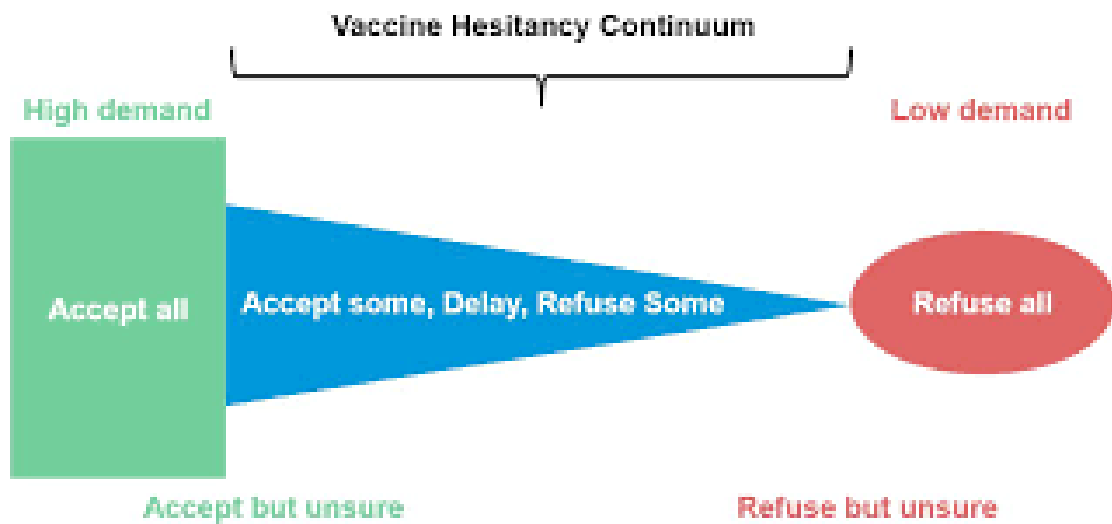 Vaccine Hesitancy Continuum
High demand
Low demand
Accept all
Accept some, Delay, Refuse Some
Refuse all
Accept but unsure
Refuse but unsure